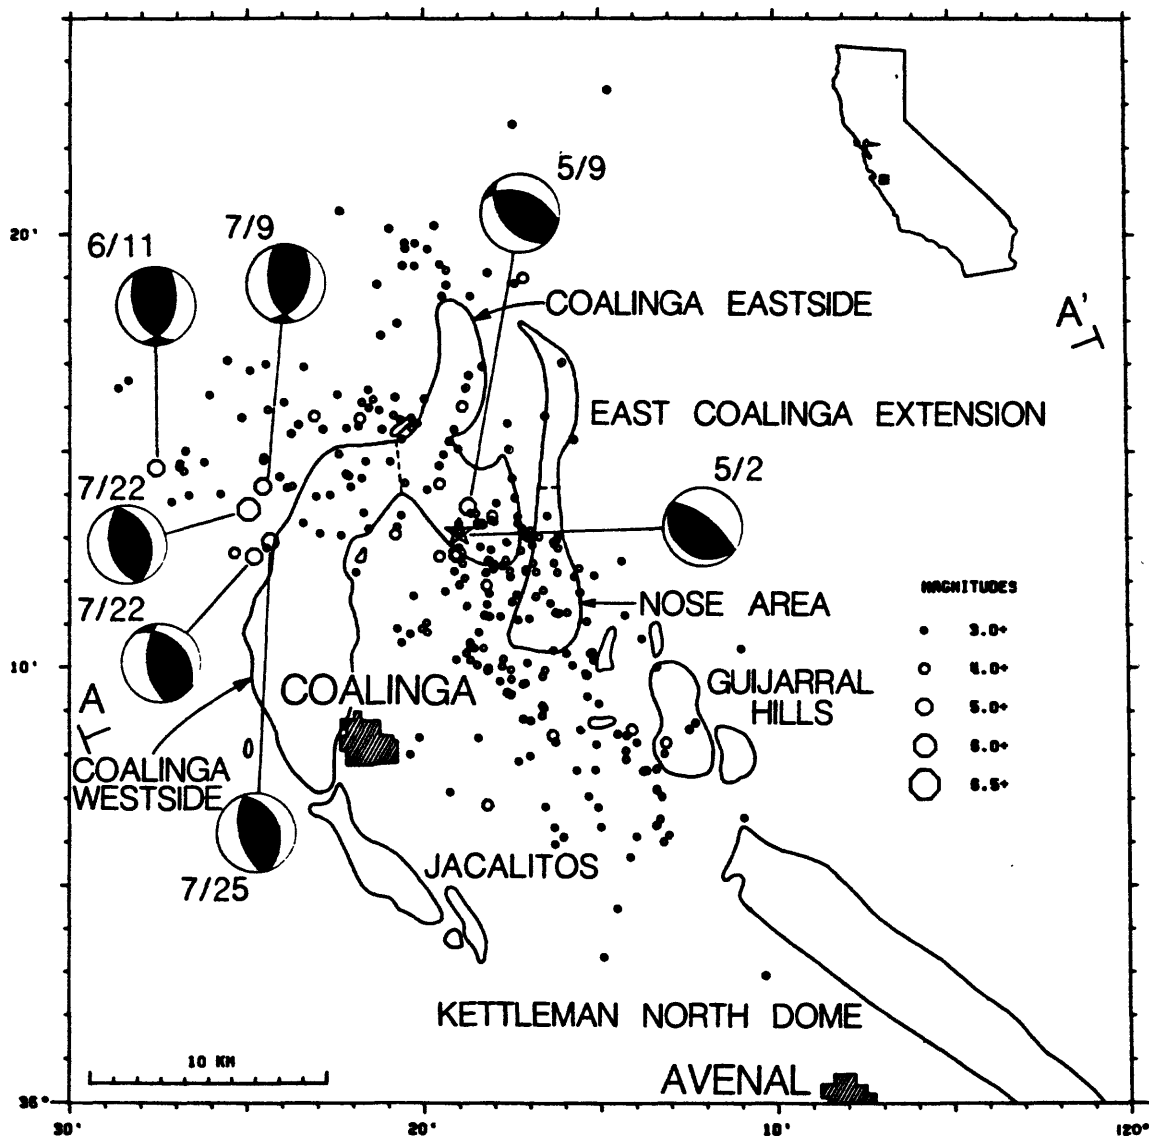 5/9
6/11
7/9
20'
COALINGA EASTSIDE
A'
EAST COALINGA EXTENSION
5/2
7/22
7/22
MAGNITUDES
3.0+
4.0+
5.0+
6.0+
6.5+
NOSE AREA
10'
A
COALINGA
GUIJARRAL
HILLS
COALINGA
WESTSIDE
JACALITOS
7/25
KETTLEMAN NORTH DOME
10 KM
AVENAL
36°
30'
20'
10'
120°